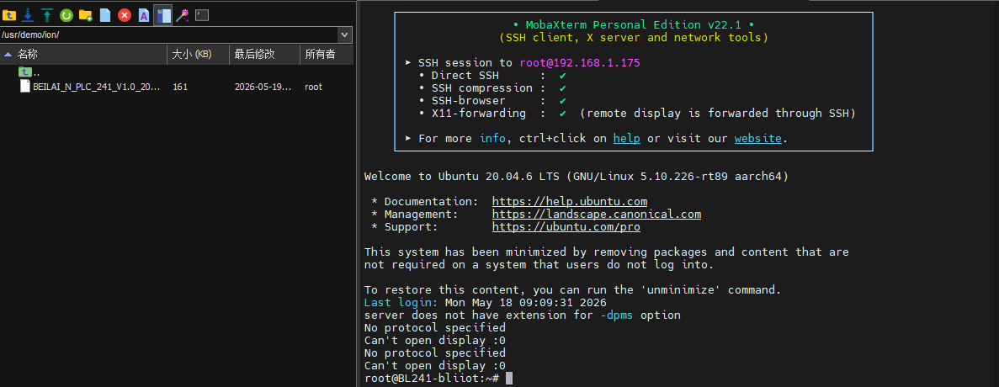 /usr/demo/ion/
名称 大小 (KB) 最后修改 所有者
..
BEILAI_N_PLC_241_V1.0_20... 161 2026-05-19... root
• MobaXterm Personal Edition v22.1 •
(SSH client, X server and network tools)
➤ SSH session to root@192.168.1.175
• Direct SSH : ✔
• SSH compression : ✔
• SSH-browser : ✔
• X11-forwarding : ✔ (remote display is forwarded through SSH)
➤ For more info, ctrl+click on help or visit our website.
Welcome to Ubuntu 20.04.6 LTS (GNU/Linux 5.10.226-rt89 aarch64)
* Documentation: https://help.ubuntu.com
* Management: https://landscape.canonical.com
* Support: https://ubuntu.com/pro
This system has been minimized by removing packages and content that are
not required on a system that users do not log into.
To restore this content, you can run the 'unminimize' command.
Last login: Mon May 18 09:09:31 2026
server does not have extension for -dpms option
No protocol specified
Can't open display :0
No protocol specified
Can't open display :0
root@BL241-bliiot:~#